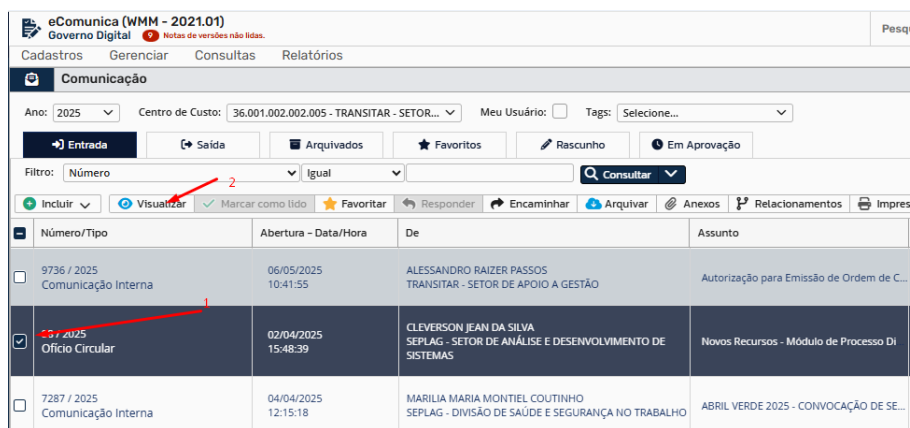 eComunica (WMM - 2021.01)
Governo Digital 9 Notas de versões não lidas.
Pesqu
Cadastros Gerenciar Consultas Relatórios
Comunicação
Ano: 2025 Centro de Custo: 36.001.002.002.005 - TRANSITAR - SETOR... Meu Usuário: Tags: Selecione...
Entrada Saída Arquivados Favoritos Rascunho Em Aprovação
Filtro: Número Igual Consultar
2
Incluir Visualizar Marcar como lido Favoritar Responder Encaminhar Arquivar Anexos Relacionamentos Impres
Número/Tipo Abertura - Data/Hora De Assunto
9736 / 2025 06/05/2025 ALESSANDRO RAIZER PASSOS
Comunicação Interna 10:41:55 TRANSITAR - SETOR DE APOIO A GESTÃO Autorização para Emissão de Ordem de C...
1
/ 2025 02/04/2025 CLEVERSON JEAN DA SILVA
Ofício Circular 15:48:39 SEPLAG - SETOR DE ANÁLISE E DESENVOLVIMENTO DE
SISTEMAS Novos Recursos - Módulo de Processo Di
7287 / 2025 04/04/2025 MARILIA MARIA MONTIEL COUTINHO
Comunicação Interna 12:15:18 SEPLAG - DIVISÃO DE SAÚDE E SEGURANÇA NO TRABALHO ABRIL VERDE 2025 - CONVOCAÇÃO DE SE...